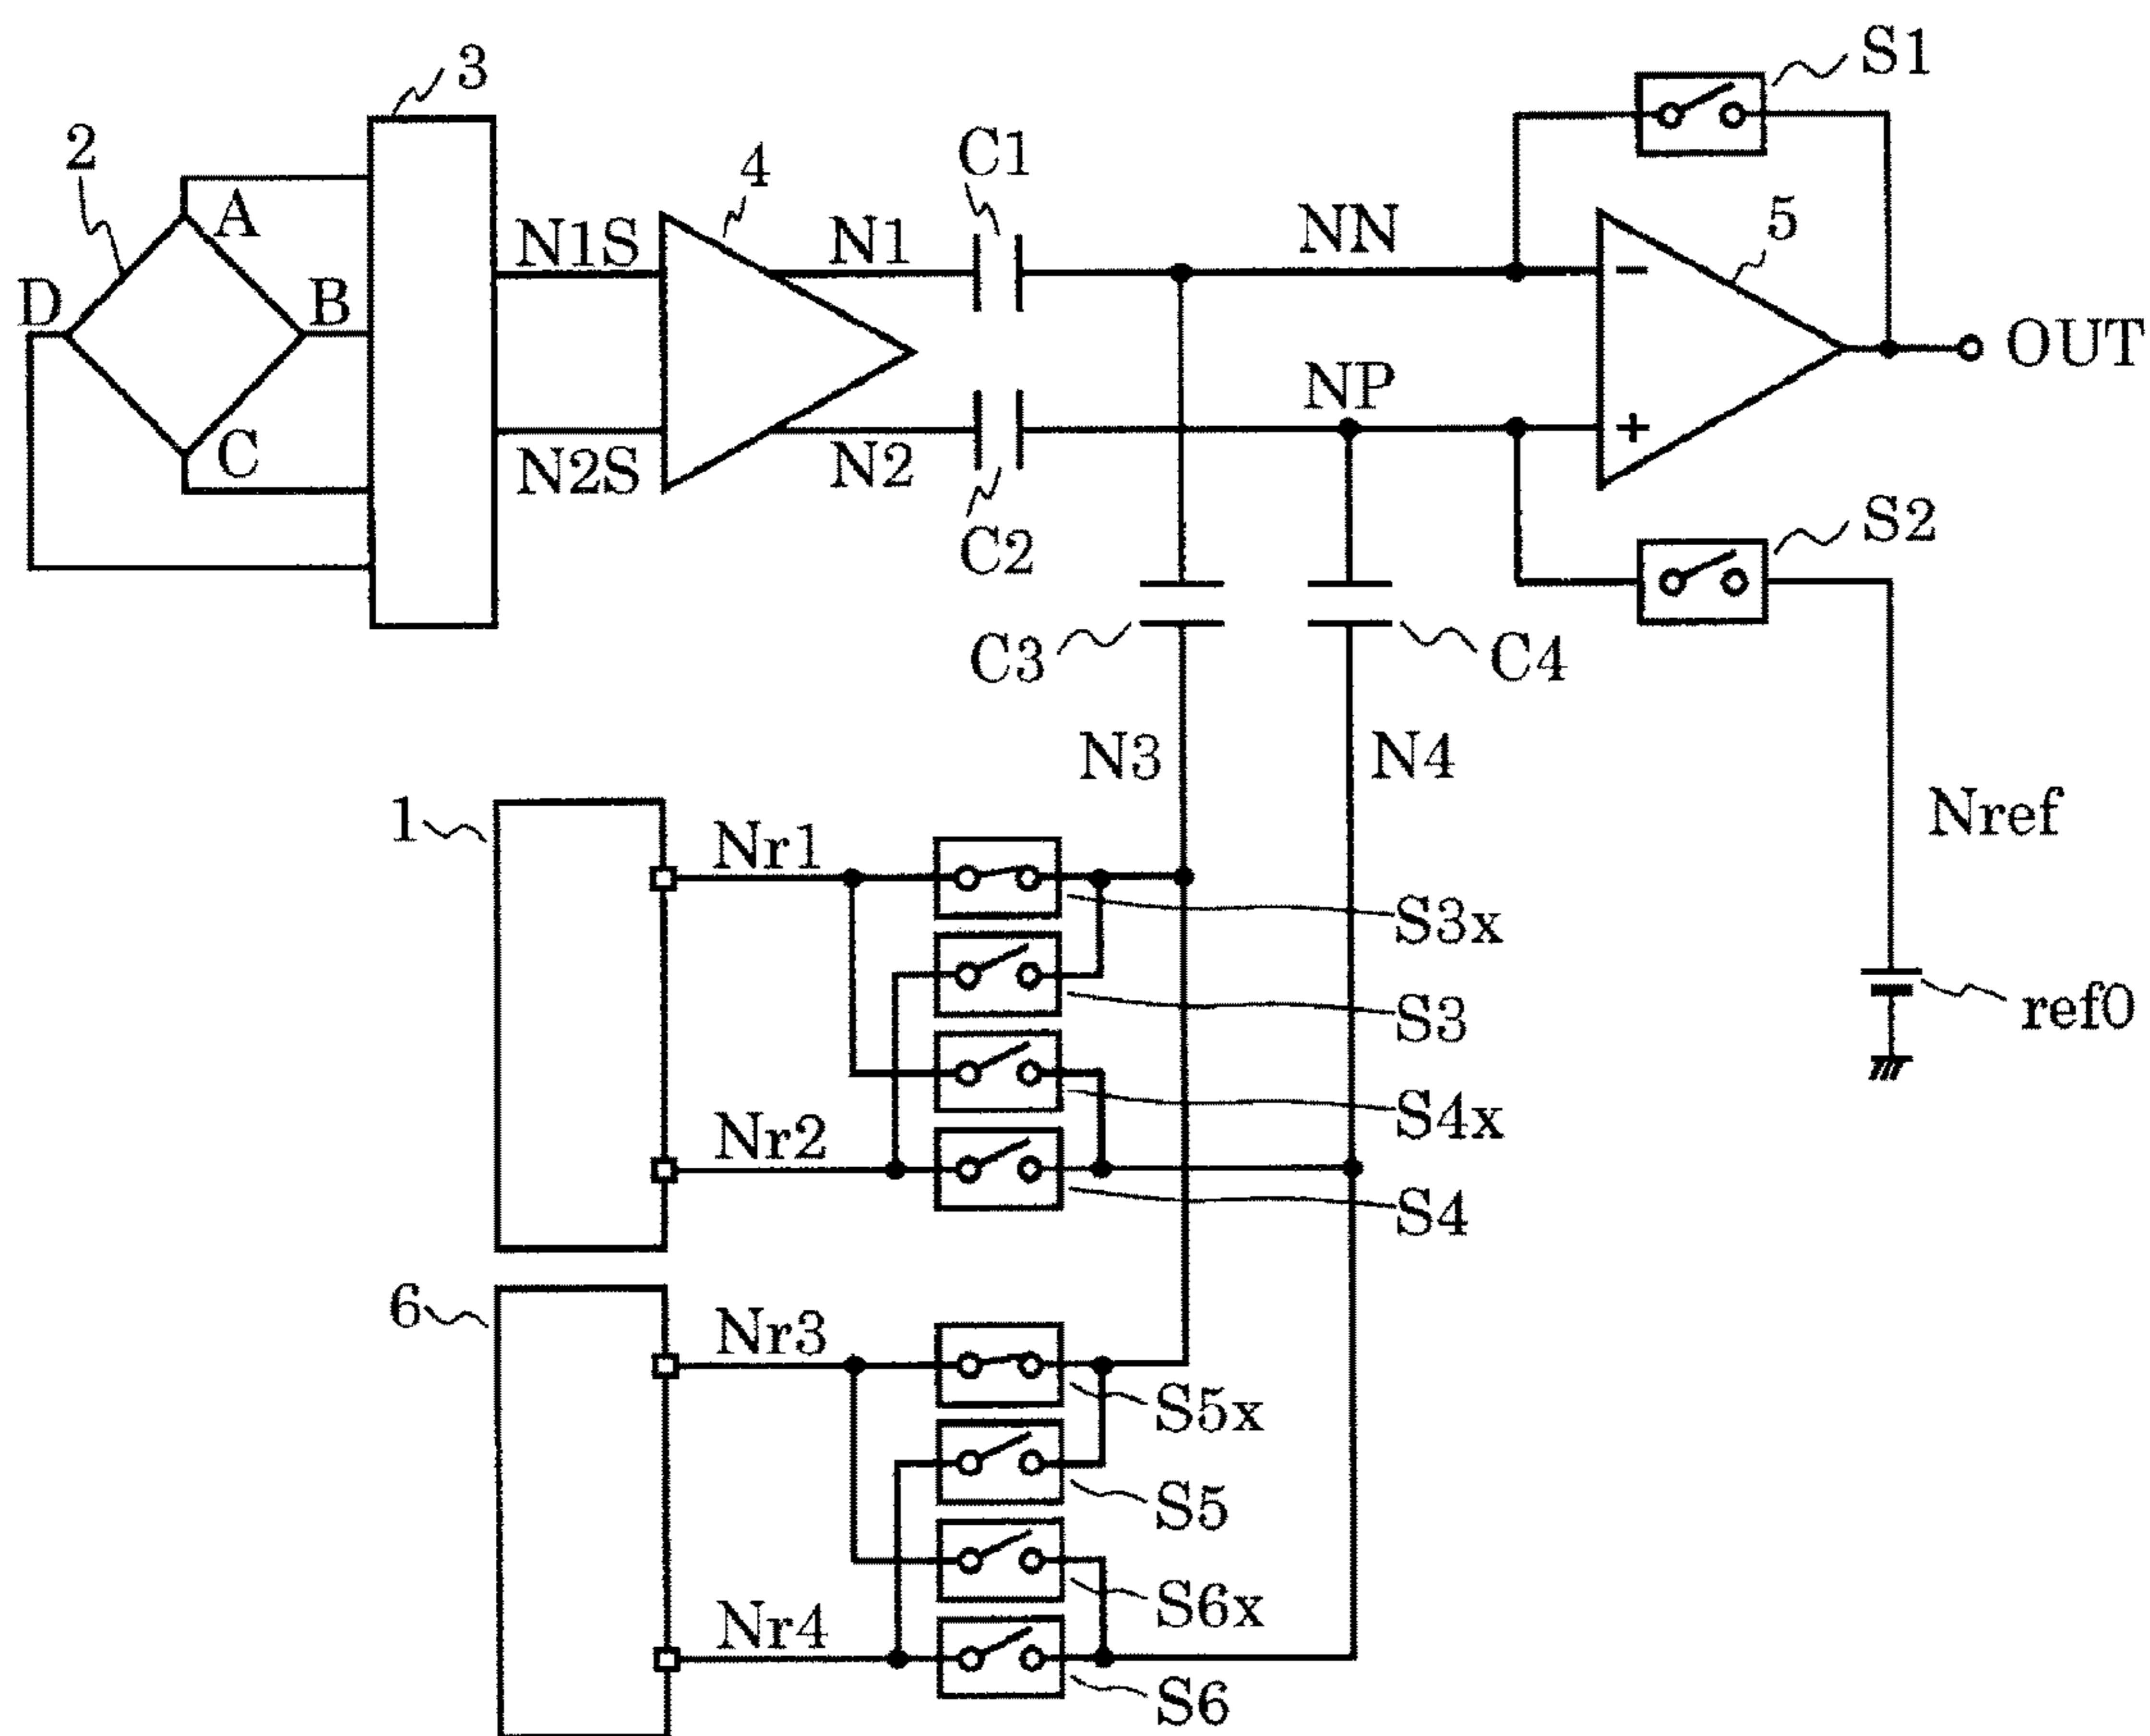 S1
3
2
4
C1
A
N1S
N1
NN
5
D
B
OUT
NP
−
+
C
N2S
N2
C2
S2
C3
C4
N3
N4
Nref
1
Nr1
S3x
S3
ref0
S4x
Nr2
S4
6
Nr3
S5x
S5
S6x
Nr4
S6